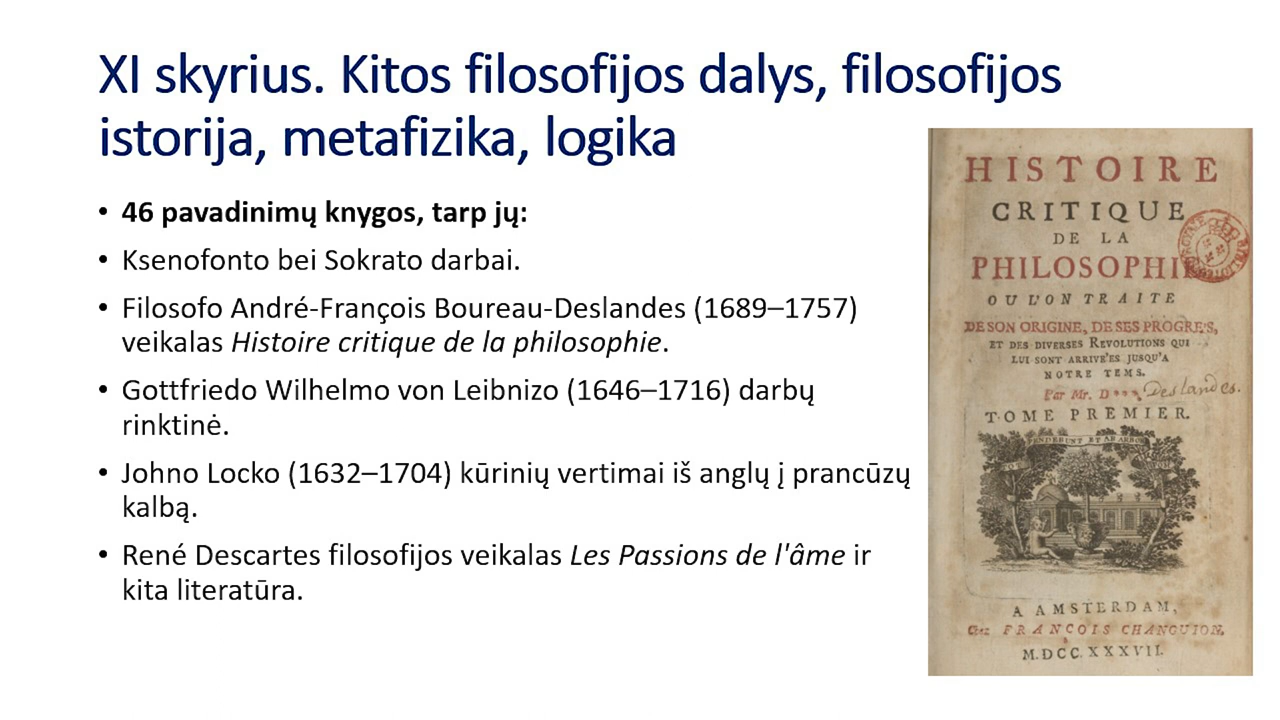 XI skyrius. Kitos filosofijos dalys, filosofijos
istorija, metafizika, logika
• 46 pavadinimų knygos, tarp jų:
• Ksenofonto bei Sokrato darbai.
• Filosofo André-François Boureau-Deslandes (1689–1757)
veikalas Histoire critique de la philosophie.
• Gottfriedo Wilhelmo von Leibnizo (1646–1716) darbų
rinktinė.
• Johno Locko (1632–1704) kūrinių vertimai iš anglų į prancūzų
kalbą.
• René Descartes filosofijos veikalas Les Passions de l'âme ir
kita literatūra.
HISTOIRE
CRITIQUE
DE LA
PHILOSOPHIE
OU L'ON TRAITE
DE SON ORIGINE, DE SES PROGRE'S,
ET DES DIVERSES REVOLUTIONS QUI
LUI SONT ARRIVE'ES JUSQU'A
NOTRE TEMS.
Par Mr. D***. Deslandes.
TOME PREMIER.
A AMSTERDAM,
Chez FRANÇOIS CHANGUION.
M.DCC.XXXVII.